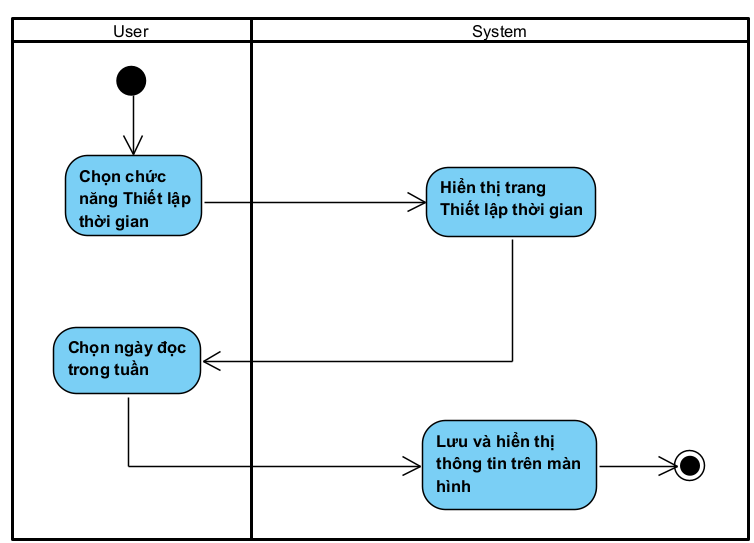 User
System
Chọn chức
năng Thiết lập
thời gian
Hiển thị trang
Thiết lập thời gian
Chọn ngày đọc
trong tuần
Lưu và hiển thị
thông tin trên màn
hình